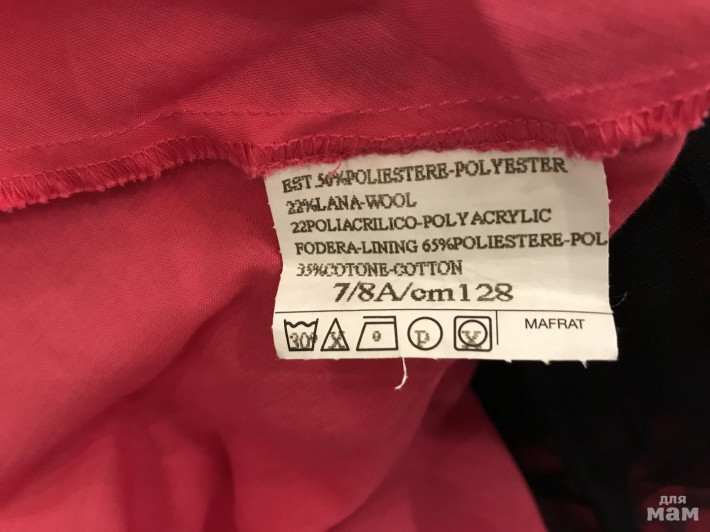 EST.50%POLIESTERE-POLYESTER
22%LANA-WOOL
22POLIACRILICO-POLYACRYLIC
FODERA-LINING 65%POLIESTERE-POL
35%COTONE-COTTON
7/8A/cm128
30° X P X MAFRAT
для
мам